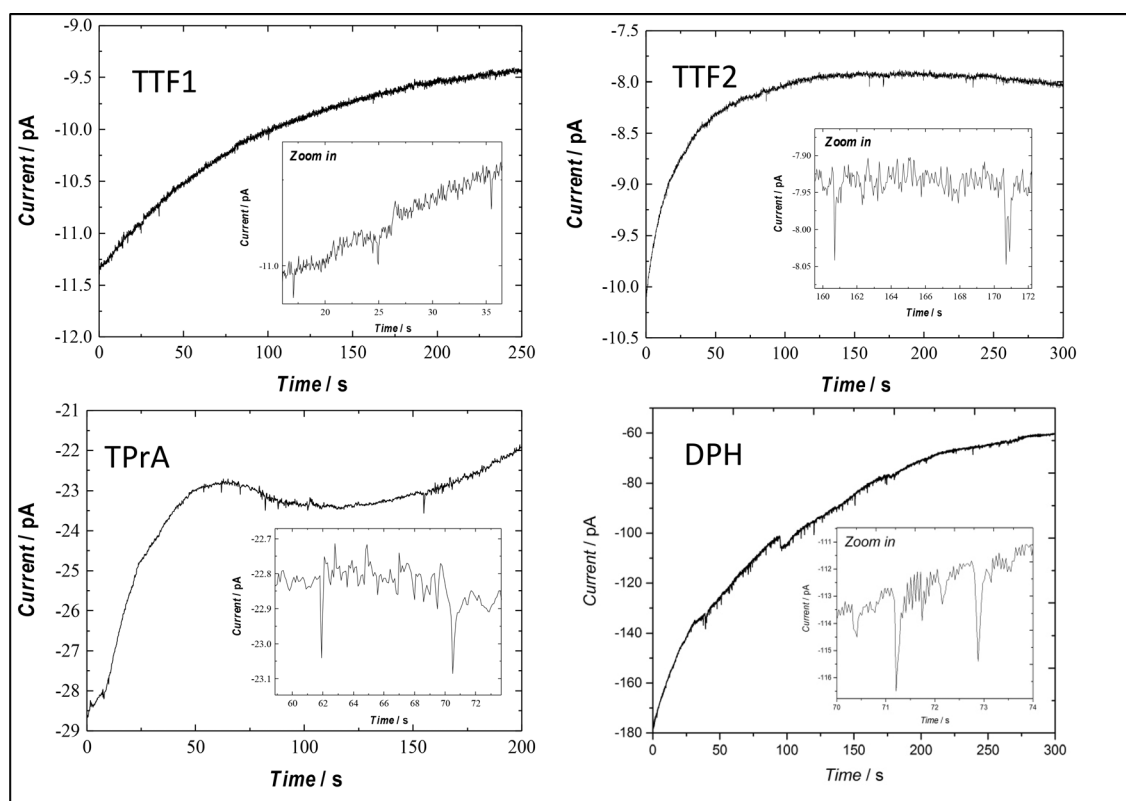 TTF1
Current / pA
-9.0
-9.5
-10.0
-10.5
-11.0
-11.5
-12.0
0 50 100 150 200 250
Time / s
Zoom in
Current / pA
-11.0
20 25 30 35
Time / s
TTF2
Current / pA
-7.5
-8.0
-8.5
-9.0
-9.5
-10.0
-10.5
0 50 100 150 200 250 300
Time / s
Zoom in
Current / pA
-7.90
-7.95
-8.00
-8.05
160 162 164 166 168 170 172
Time / s
TPrA
Current / pA
-21
-22
-23
-24
-25
-26
-27
-28
-29
0 50 100 150 200
Time / s
Current / pA
-22.7
-22.8
-22.9
-23.0
-23.1
60 62 64 66 68 70 72
Time / s
DPH
Current / pA
-60
-80
-100
-120
-140
-160
-180
0 50 100 150 200 250 300
Time / s
Zoom in
Current / pA
-111
-112
-113
-114
-115
-116
70 71 72 73 74
Time / s